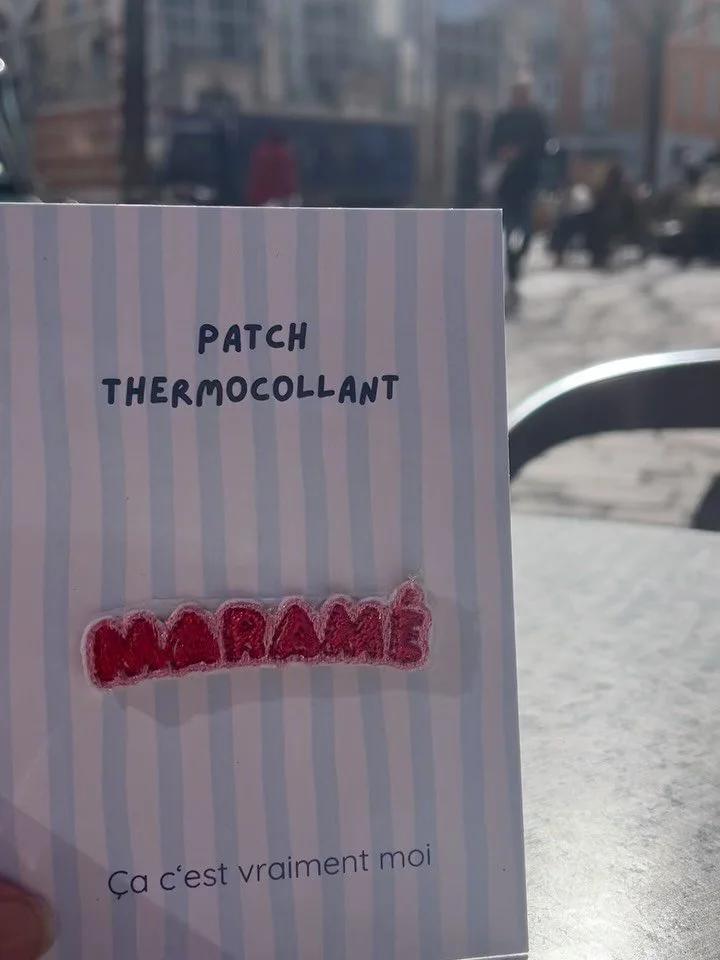 PATCH
THERMOCOLLANT
MARAMÉ
Ça c'est vraiment moi